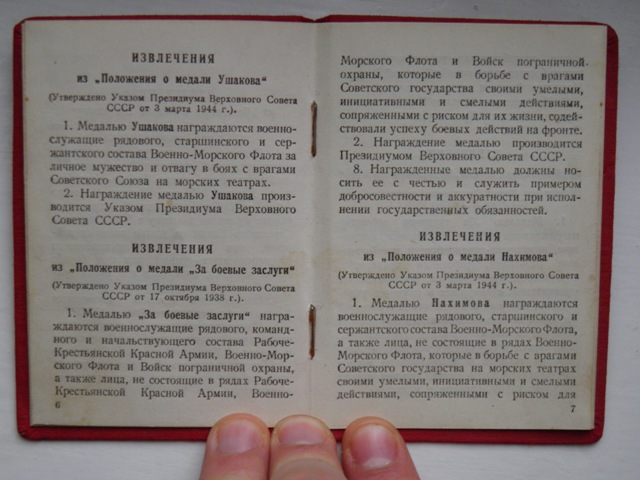 ИЗВЛЕЧЕНИЯ
из „Положения о медали Ушакова“
(Утверждено Указом Президиума Верховного Совета
СССР от 3 марта 1944 г.).
1. Медалью Ушакова награждаются военно-
служащие рядового, старшинского и сер-
жантского состава Военно-Морского Флота за
личное мужество и отвагу в боях с врагами
Советского Союза на морских театрах.
2. Награждение медалью Ушакова произ-
водится Указом Президиума Верховного
Совета СССР.
ИЗВЛЕЧЕНИЯ
из „Положения о медали „За боевые заслуги“
(Утверждено Указом Президиума Верховного Совета
СССР от 17 октября 1938 г.).
1. Медалью „За боевые заслуги“ награ-
ждаются военнослужащие рядового, командно-
го и начальствующего состава Рабоче-
Крестьянской Красной Армии, Военно-Мор-
ского Флота и Войск пограничной охраны,
а также лица, не состоящие в рядах Рабоче-
Крестьянской Красной Армии, Военно-
6
Морского Флота и Войск пограничной
охраны, которые в борьбе с врагами
Советского государства своими умелыми,
инициативными и смелыми действиями,
сопряженными с риском для их жизни, содей-
ствовали успеху боевых действий на фронте.
2. Награждение медалью производится
Президиумом Верховного Совета СССР.
8. Награжденные медалью должны но-
сить ее с честью и служить примером
добросовестности и аккуратности при испол-
нении государственных обязанностей.
ИЗВЛЕЧЕНИЯ
из „Положения о медали Нахимова“
(Утверждено Указом Президиума Верховного Совета
СССР от 3 марта 1944 г.).
1. Медалью Нахимова награждаются
военнослужащие рядового, старшинского и
сержантского состава Военно-Морского Флота,
а также лица, не состоящие в рядах Военно-
Морского Флота, которые в борьбе с врагами
Советского государства на морских театрах
своими умелыми, инициативными и смелыми
действиями, сопряженными с риском для
7